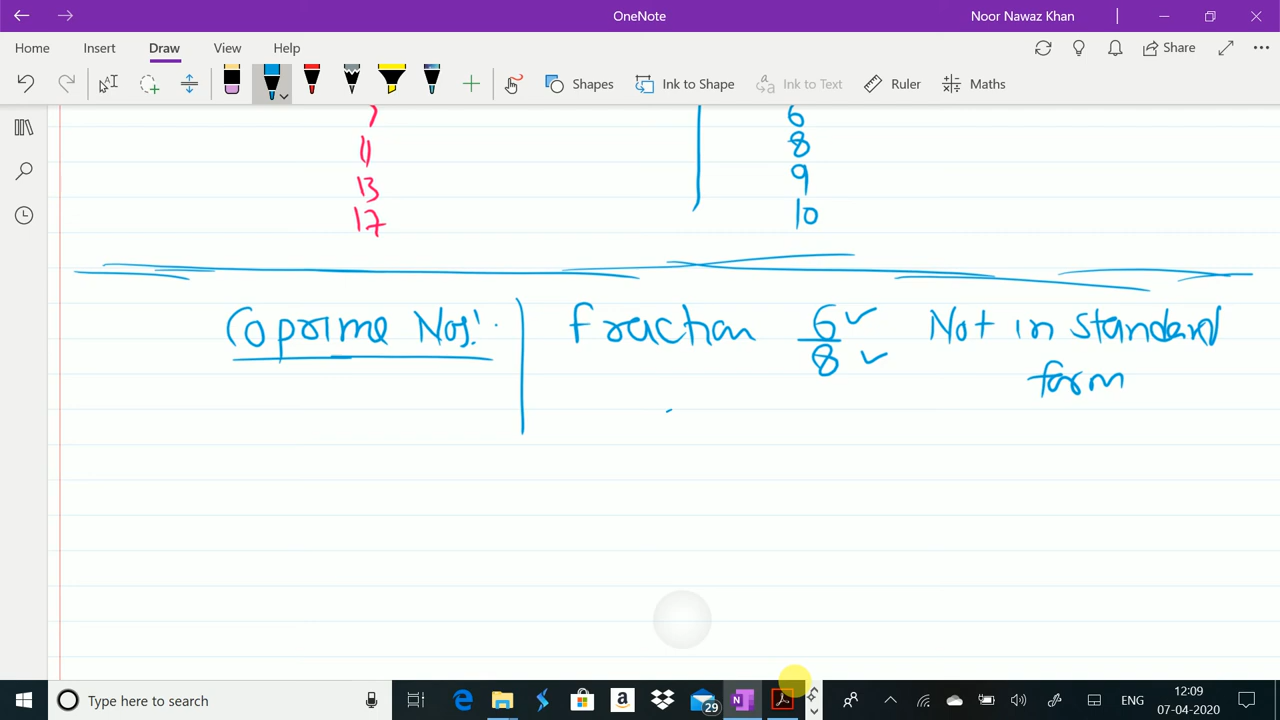 OneNote
Noor Nawaz Khan
Home Insert Draw View Help
Share
Shapes
Ink to Shape
Ink to Text
Ruler
Maths
7 6
11 8
13 9
17 10
Coprime Nos:
fraction 6/8 Not in standard
form
Type here to search
29
ENG
12:09
07-04-2020